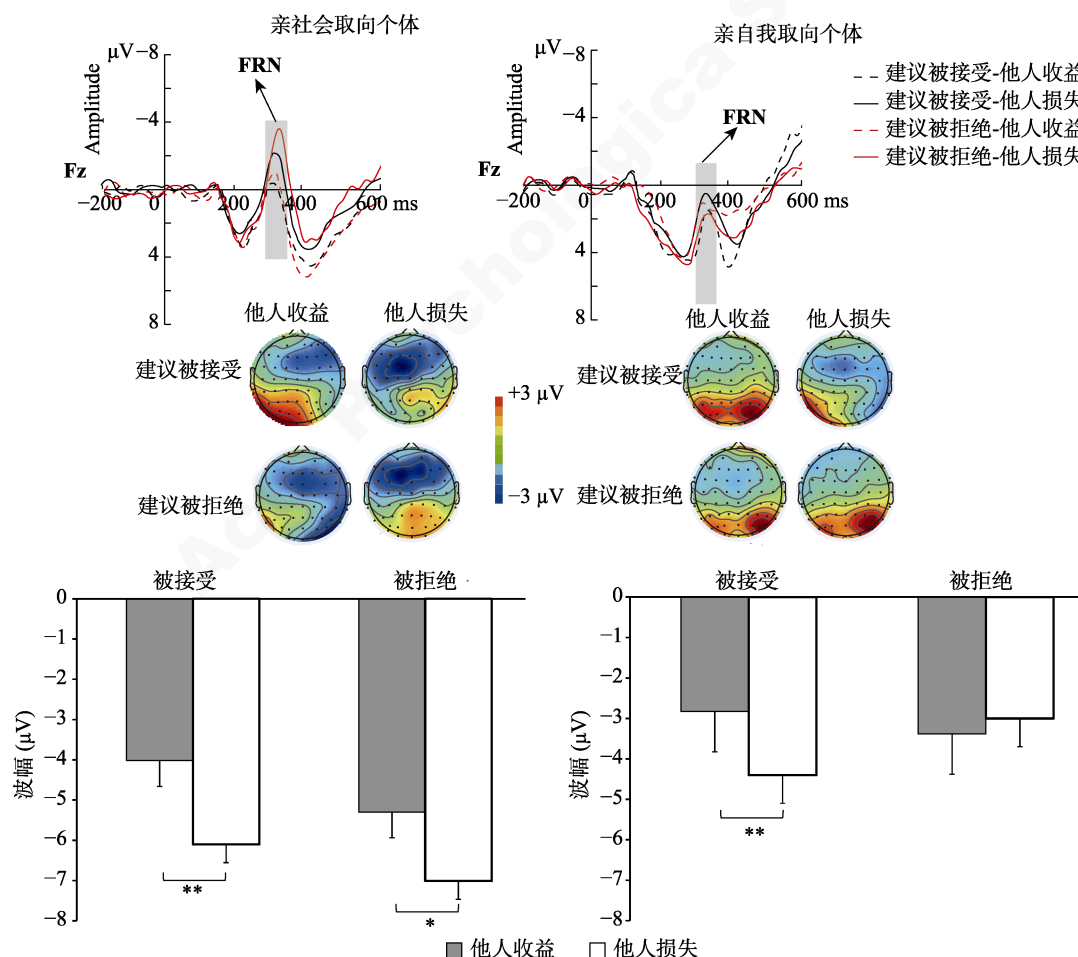 亲社会取向个体
亲自我取向个体
μV
−8
−4
4
8
Amplitude
FRN
Fz
−200
0
200
400
600 ms
μV
−8
−4
4
8
Amplitude
FRN
Fz
−200
0
200
400
600 ms
建议被接受-他人收益
建议被接受-他人损失
建议被拒绝-他人收益
建议被拒绝-他人损失
他人收益
他人损失
建议被接受
建议被拒绝
+3 μV
−3 μV
他人收益
他人损失
建议被接受
建议被拒绝
被接受
被拒绝
0
−1
−2
−3
−4
−5
−6
−7
−8
波幅 (μV)
**
*
被接受
被拒绝
0
−1
−2
−3
−4
−5
−6
−7
−8
波幅 (μV)
**
他人收益
他人损失